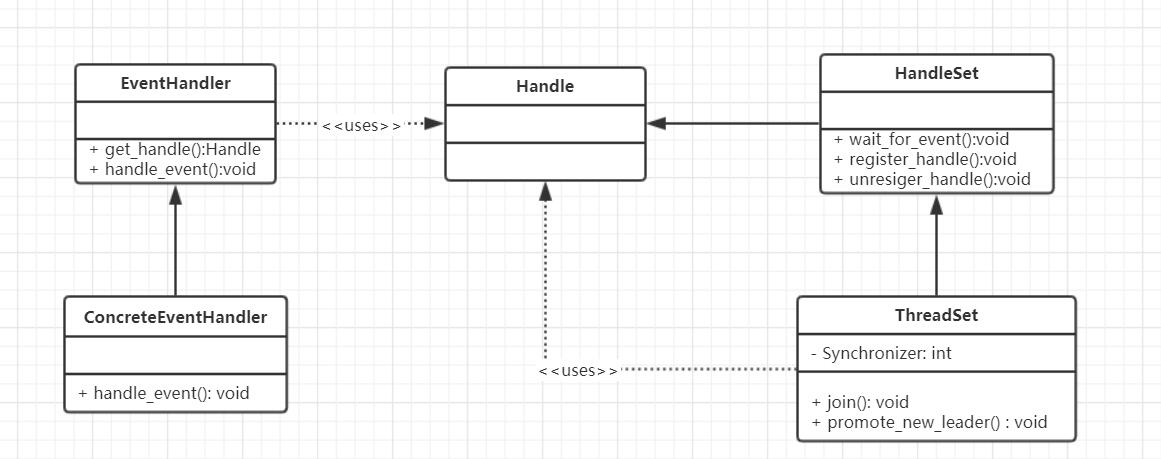 EventHandler
+ get_handle():Handle
+ handle_event():void
<<uses>>
Handle
HandleSet
+ wait_for_event():void
+ register_handle():void
+ unresiger_handle():void
ConcreteEventHandler
+ handle_event(): void
<<uses>>
ThreadSet
- Synchronizer: int
+ join(): void
+ promote_new_leader() : void